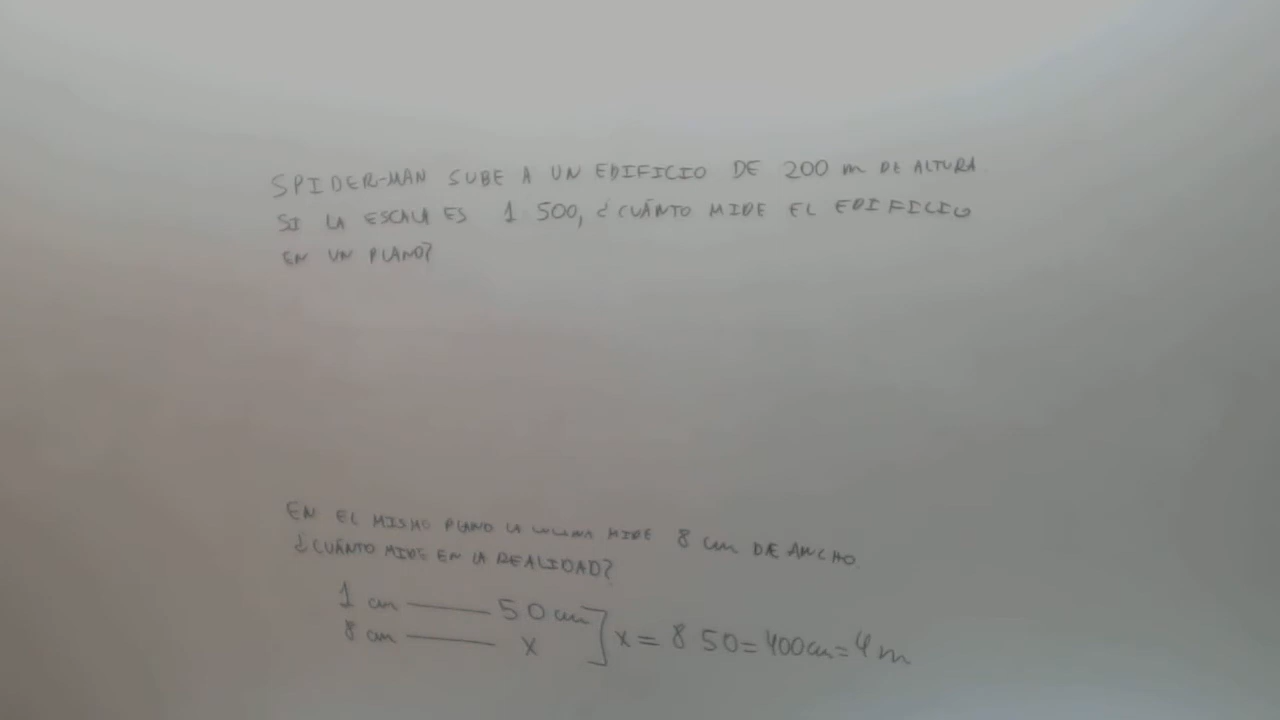 SPIDER-MAN SUBE A UN EDIFICIO DE 200 m DE ALTURA.
SI LA ESCALA ES 1 500, ¿CUÁNTO MIDE EL EDIFICIO
EN UN PLANO?
EN EL MISMO PLANO LA MIDE 8 cm DE ANCHO.
¿CUÁNTO MIDE EN LA REALIDAD?
1 cm — 50 cm
8 cm — x ] x = 8 50 = 400cm = 4 m